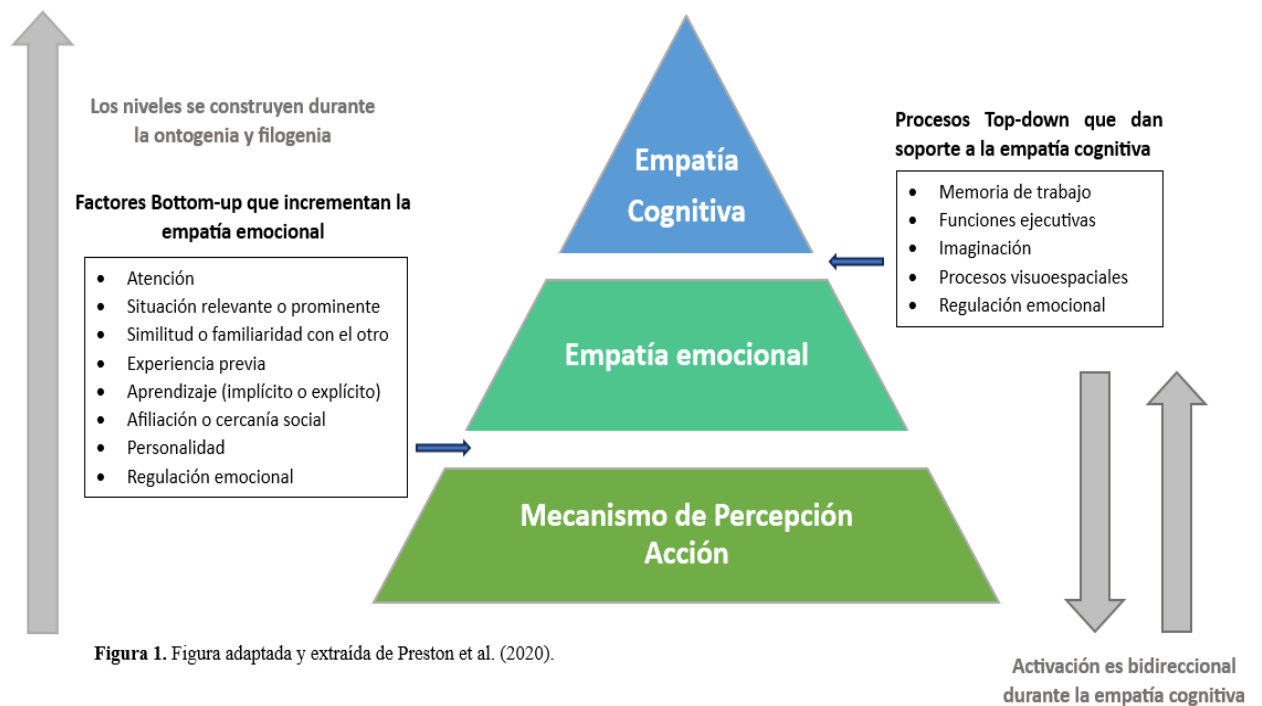 Los niveles se construyen durante
la ontogenia y filogenia
Factores Bottom-up que incrementan la
empatía emocional
• Atención
• Situación relevante o prominente
• Similitud o familiaridad con el otro
• Experiencia previa
• Aprendizaje (implícito o explícito)
• Afiliación o cercanía social
• Personalidad
• Regulación emocional
Empatía
Cognitiva
Empatía emocional
Mecanismo de Percepción
Acción
Procesos Top-down que dan
soporte a la empatía cognitiva
• Memoria de trabajo
• Funciones ejecutivas
• Imaginación
• Procesos visuoespaciales
• Regulación emocional
Activación es bidireccional
durante la empatía cognitiva
Figura 1. Figura adaptada y extraída de Preston et al. (2020).